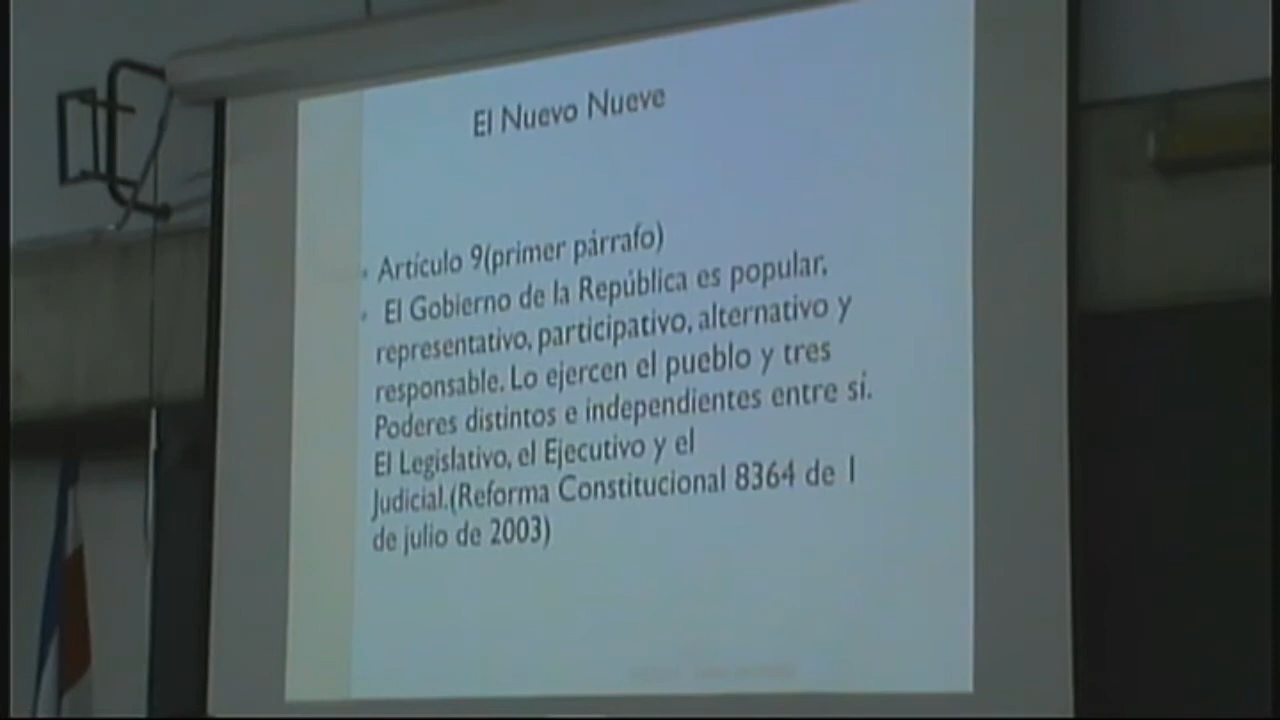 El Nuevo Nueve
• Artículo 9(primer párrafo)
• El Gobierno de la República es popular,
representativo, participativo, alternativo y
responsable. Lo ejercen el pueblo y tres
Poderes distintos e independientes entre sí.
El Legislativo, el Ejecutivo y el
Judicial.(Reforma Constitucional 8364 de 1
de julio de 2003)